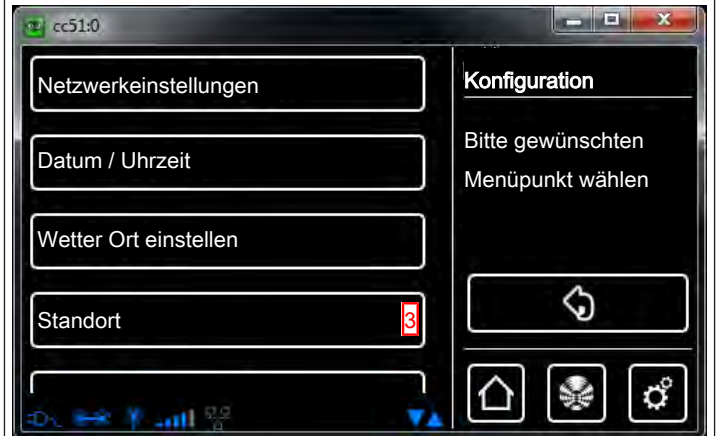 cc51:0
Netzwerkeinstellungen
Datum / Uhrzeit
Wetter Ort einstellen
Standort 3
Konfiguration
Bitte gewünschten
Menüpunkt wählen